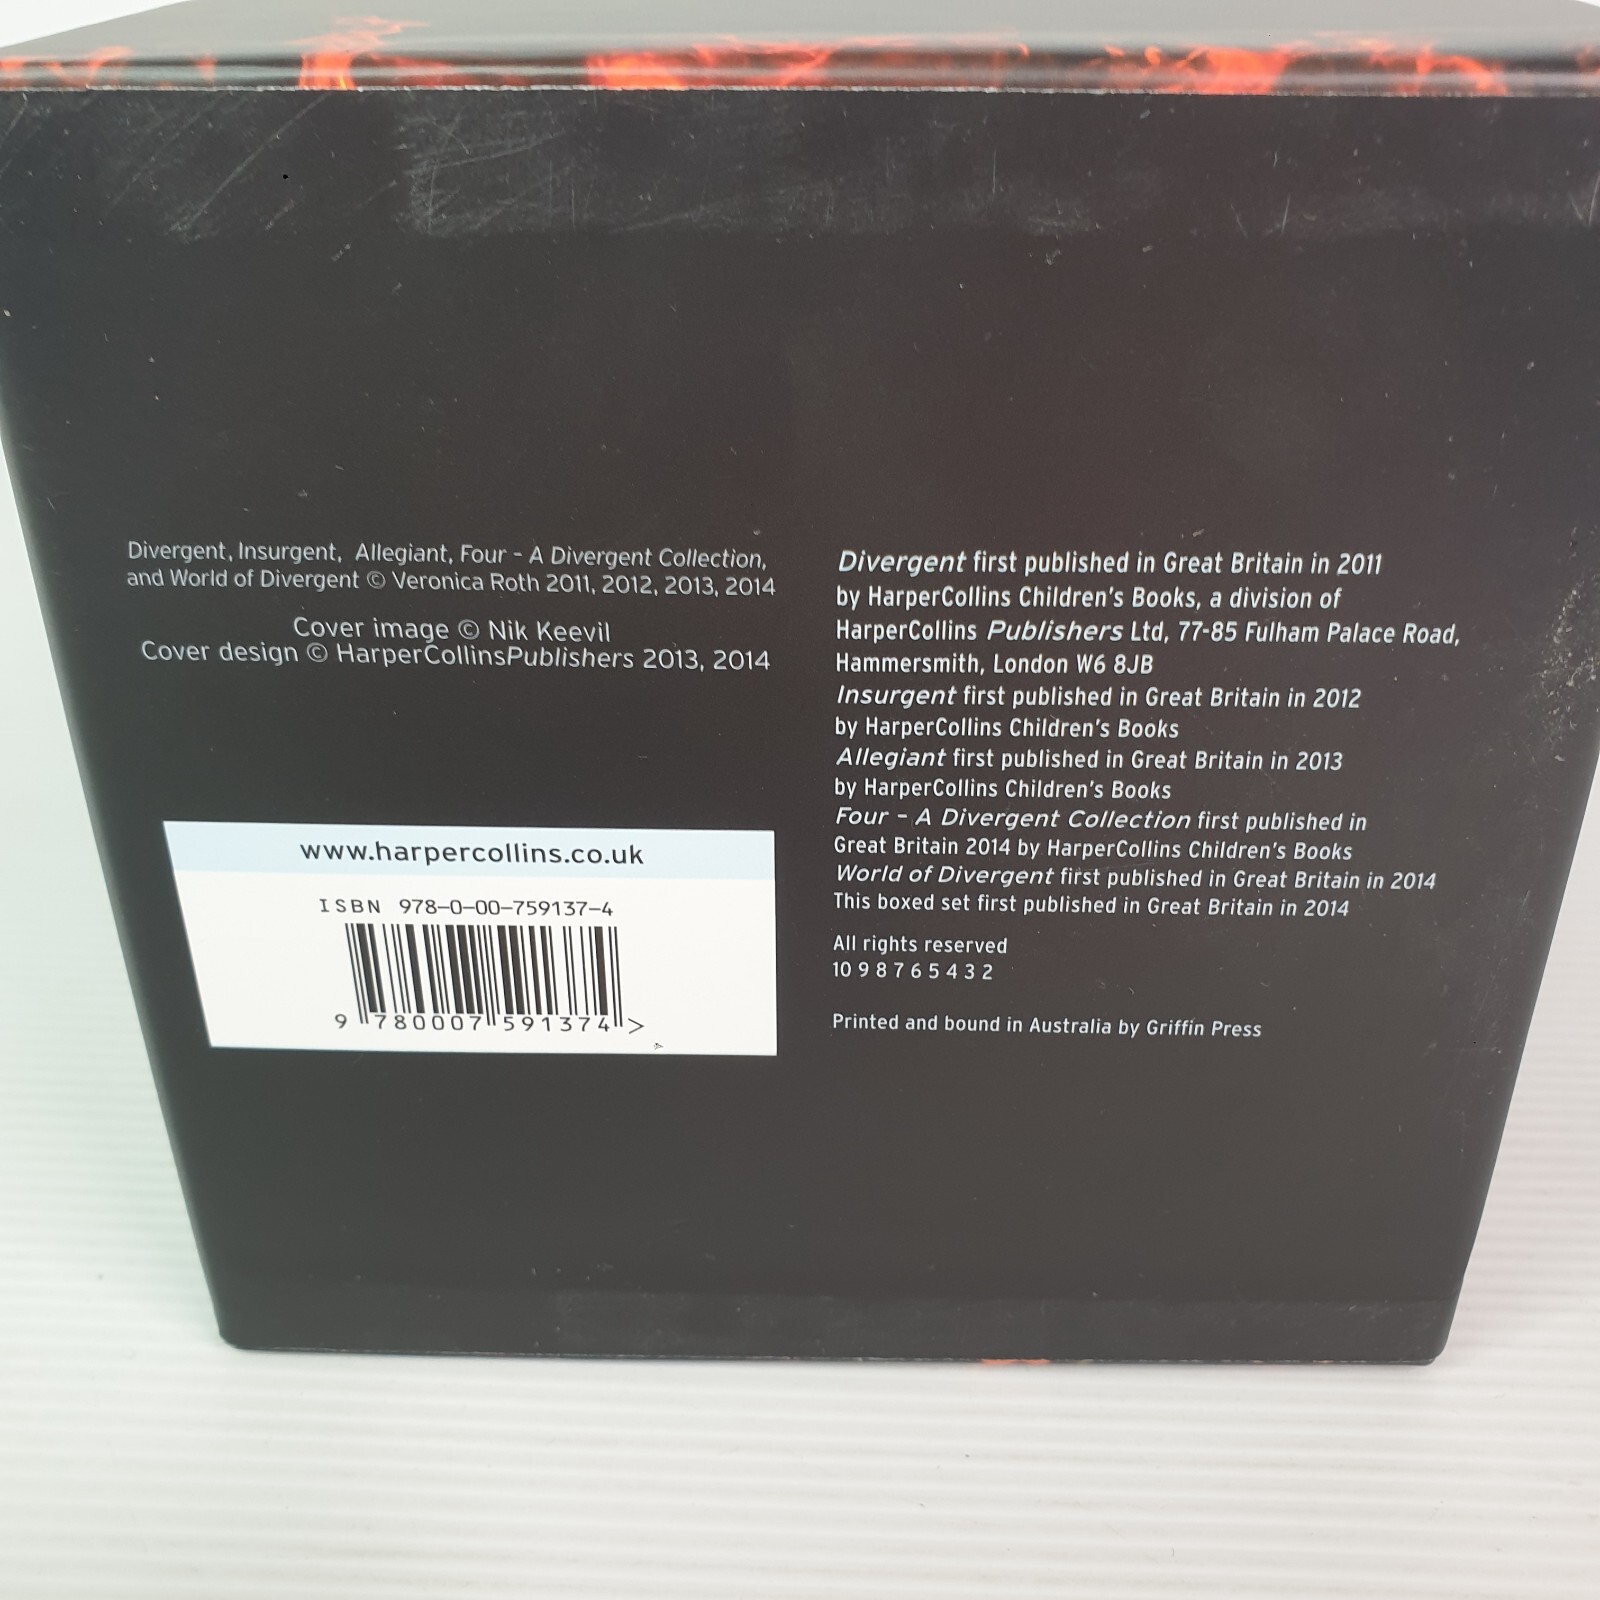 Divergent, Insurgent, Allegiant, Four - A Divergent Collection,
and World of Divergent © Veronica Roth 2011, 2012, 2013, 2014
Cover image © Nik Keevil
Cover design © HarperCollinsPublishers 2013, 2014
www.harpercollins.co.uk
ISBN 978-0-00-759137-4
9 780007 591374 >
Divergent first published in Great Britain in 2011
by HarperCollins Children's Books, a division of
HarperCollins Publishers Ltd, 77-85 Fulham Palace Road,
Hammersmith, London W6 8JB
Insurgent first published in Great Britain in 2012
by HarperCollins Children's Books
Allegiant first published in Great Britain in 2013
by HarperCollins Children's Books
Four - A Divergent Collection first published in
Great Britain 2014 by HarperCollins Children's Books
World of Divergent first published in Great Britain in 2014
This boxed set first published in Great Britain in 2014
All rights reserved
10 9 8 7 6 5 4 3 2
Printed and bound in Australia by Griffin Press